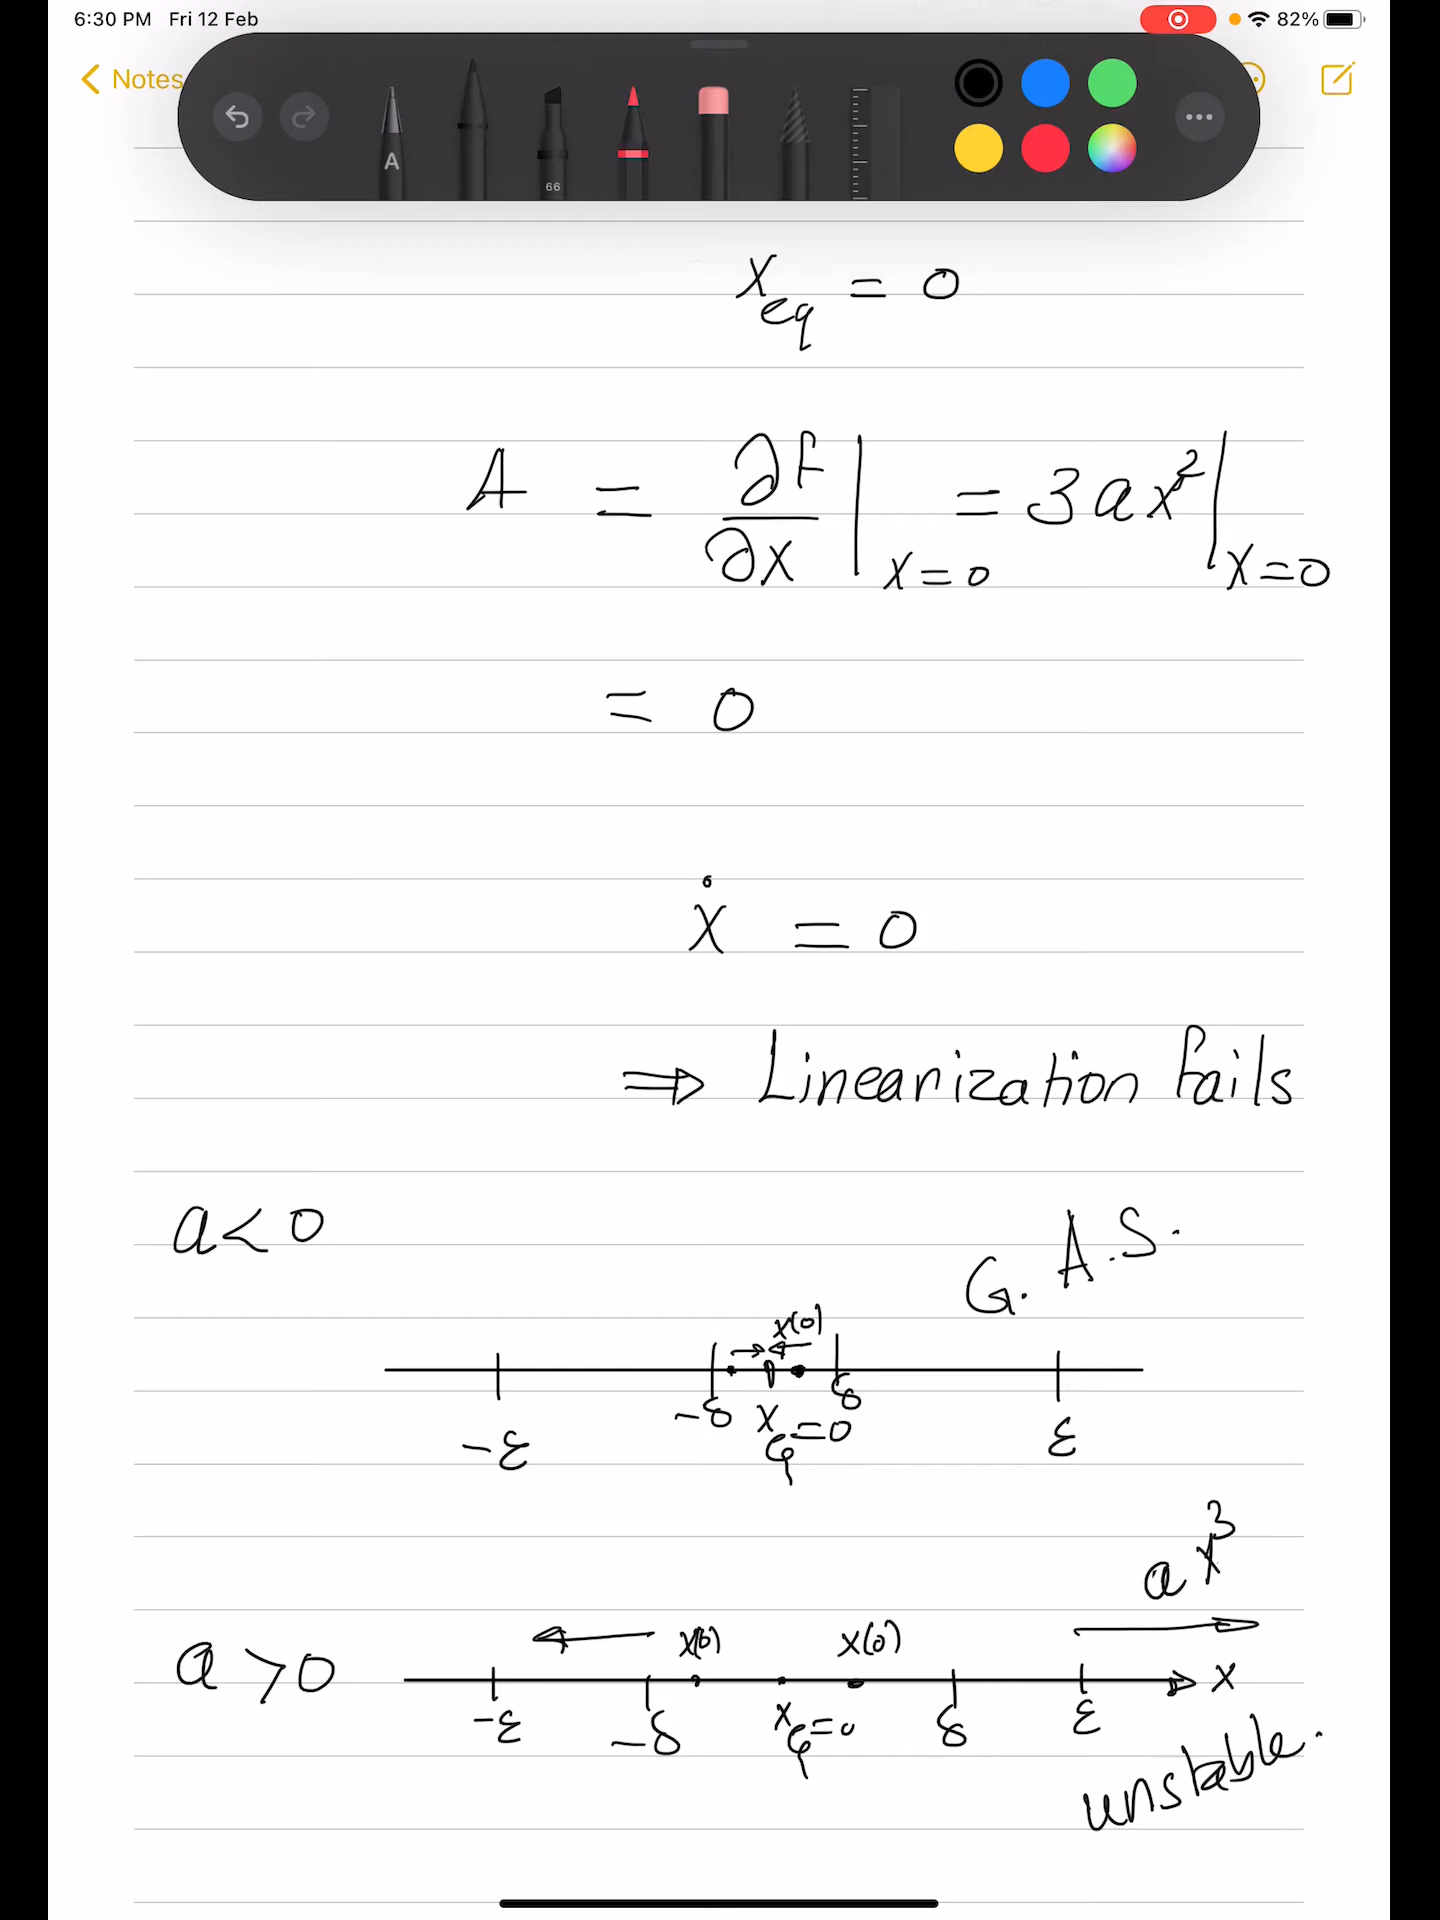 6:30 PM Fri 12 Feb 82%
Notes
A 66
x_eq = 0
A = ∂f/∂x |_{x=0} = 3ax² |_{x=0}
= 0
ẋ = 0
⇒ Linearization fails
a < 0 G.A.S.
x(0)
-ε -δ x_eq=0 δ ε
ax³
a > 0 x(0) x(0) x
-ε -δ x_eq=0 δ ε
unstable.